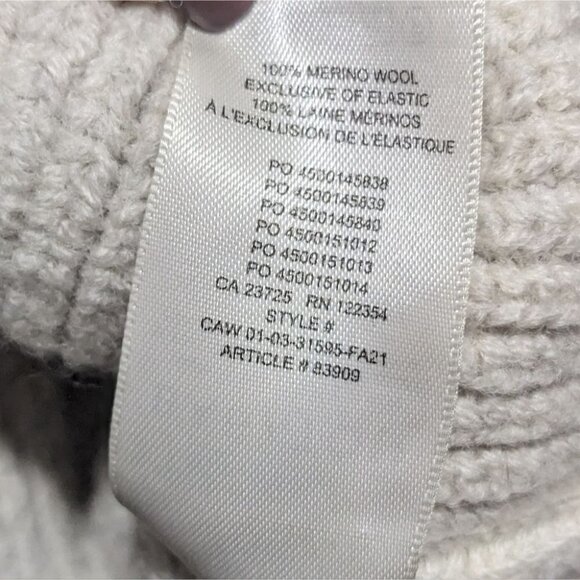 100% MERINO WOOL
EXCLUSIVE OF ELASTIC
100% LAINE MÉRINOS
À L'EXCLUSION DE L'ÉLASTIQUE
PO 4500145838
PO 4500145839
PO 4500145840
PO 4500151012
PO 4500151013
PO 4500151014
CA 23725 RN 122354
STYLE #
CAW 01-03-31595-FA21
ARTICLE # 83909